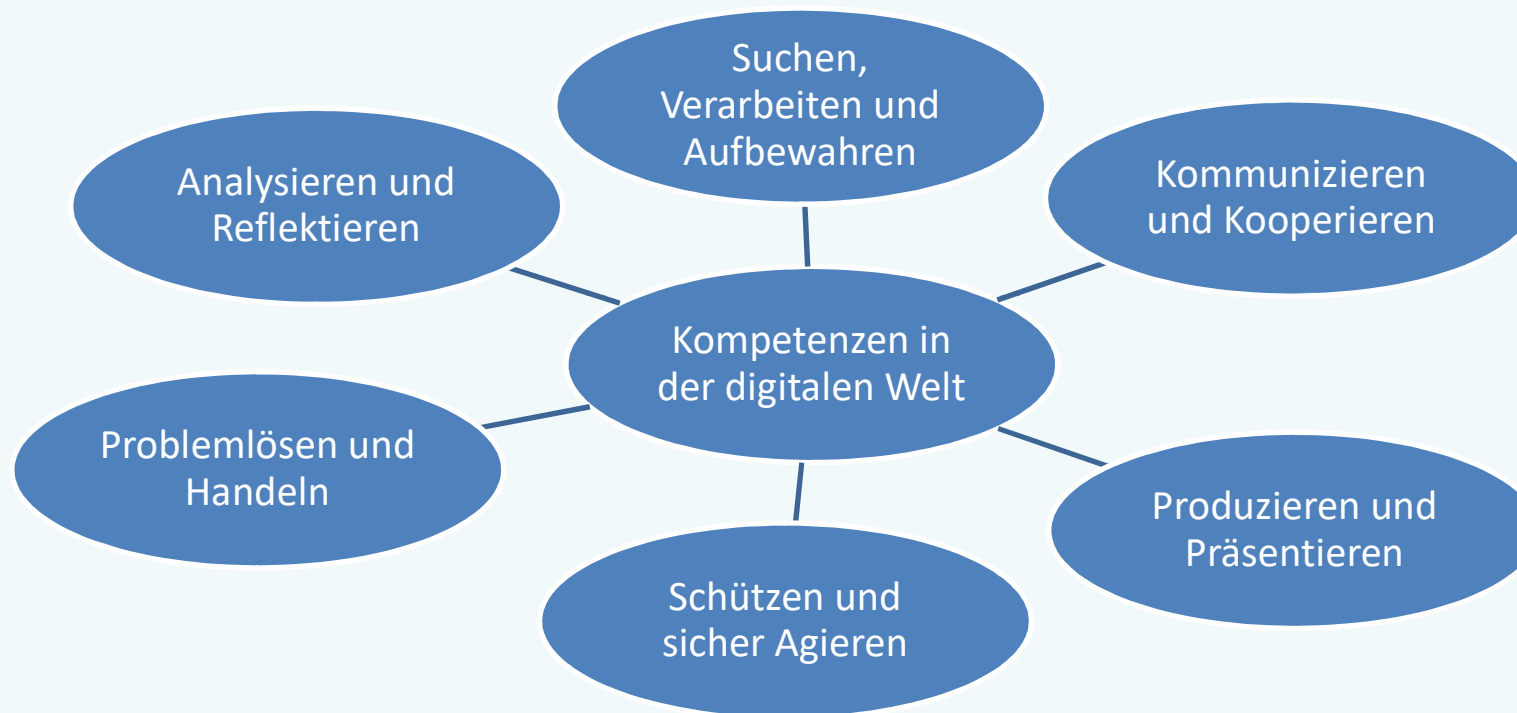 Suchen,
Verarbeiten und
Aufbewahren
Kommunizieren
und Kooperieren
Produzieren und
Präsentieren
Schützen und
sicher Agieren
Problemlösen und
Handeln
Analysieren und
Reflektieren
Kompetenzen in
der digitalen Welt